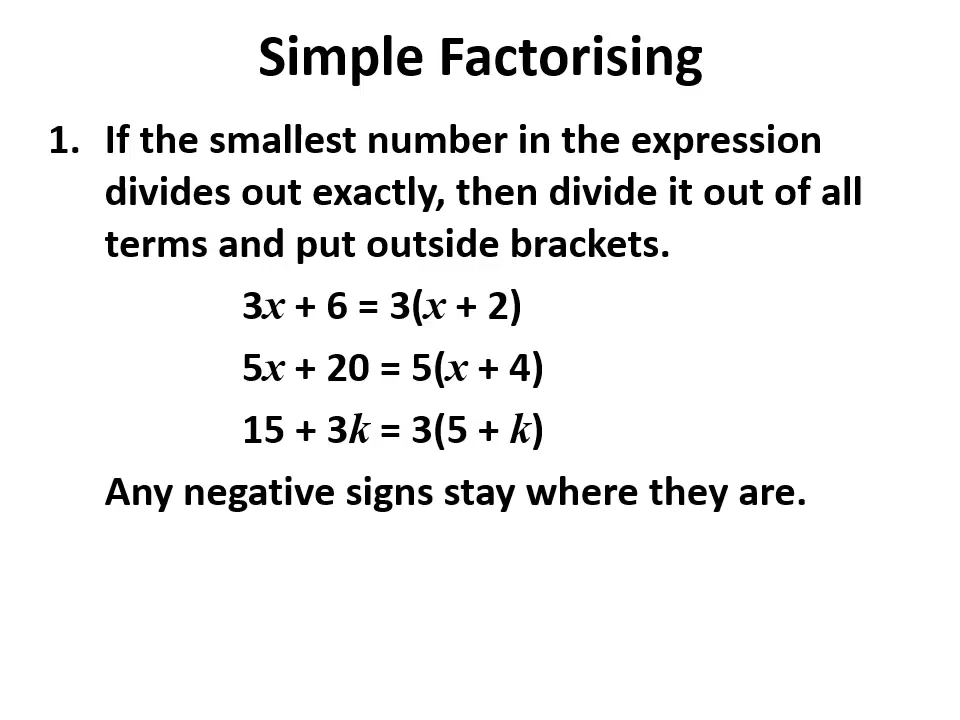 Simple Factorising
1. If the smallest number in the expression
divides out exactly, then divide it out of all
terms and put outside brackets.
3x + 6 = 3(x + 2)
5x + 20 = 5(x + 4)
15 + 3k = 3(5 + k)
Any negative signs stay where they are.